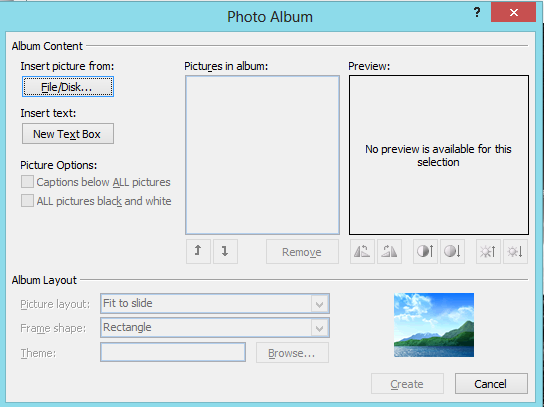 Photo Album
?
Album Content
Insert picture from:
File/Disk...
Insert text:
New Text Box
Picture Options:
Captions below ALL pictures
ALL pictures black and white
Pictures in album:
Remove
Preview:
No preview is available for this
selection
Album Layout
Picture layout: Fit to slide
Frame shape: Rectangle
Theme: Browse...
Create Cancel